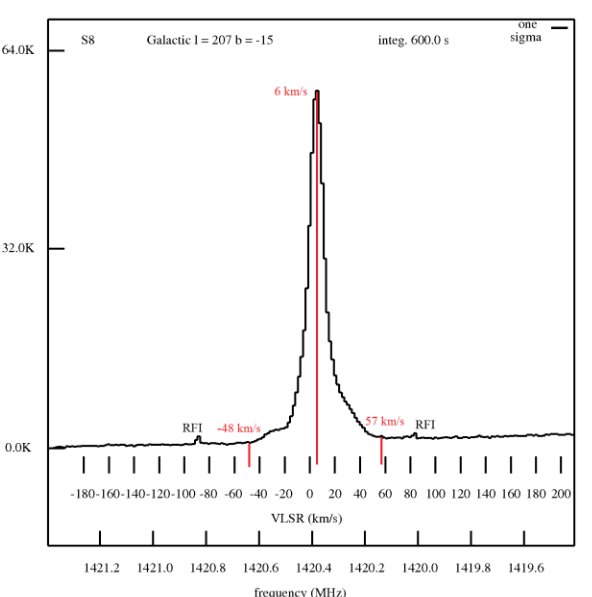 one
S8 Galactic l = 207 b = -15 integ. 600.0 s sigma
64.0K
6 km/s
32.0K
RFI -48 km/s 57 km/s RFI
0.0K
-180 -160 -140 -120 -100 -80 -60 -40 -20 0 20 40 60 80 100 120 140 160 180 200
VLSR (km/s)
1421.2 1421.0 1420.8 1420.6 1420.4 1420.2 1420.0 1419.8 1419.6
frequency (MHz)